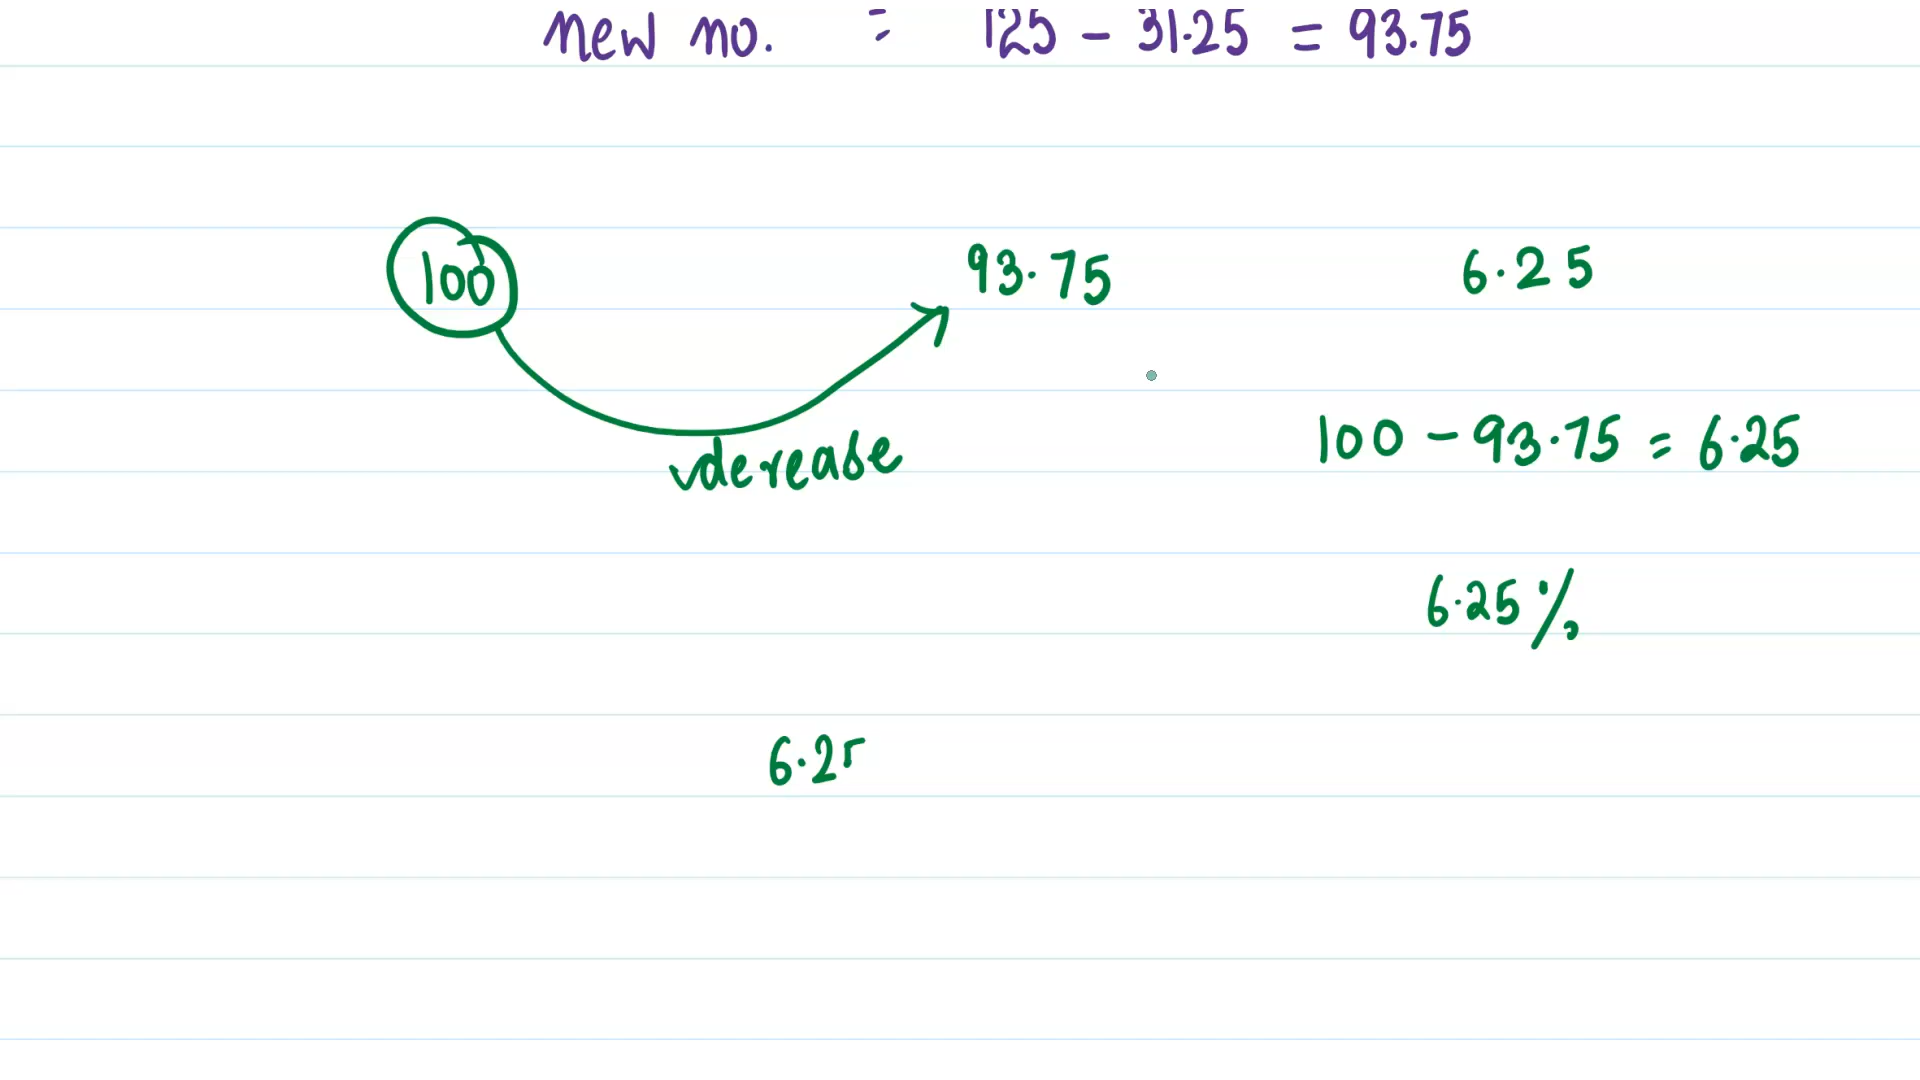 new no. = 125 - 31.25 = 93.75
100 93.75 6.25
100 - 93.75 = 6.25
derease
6.25%
6.25